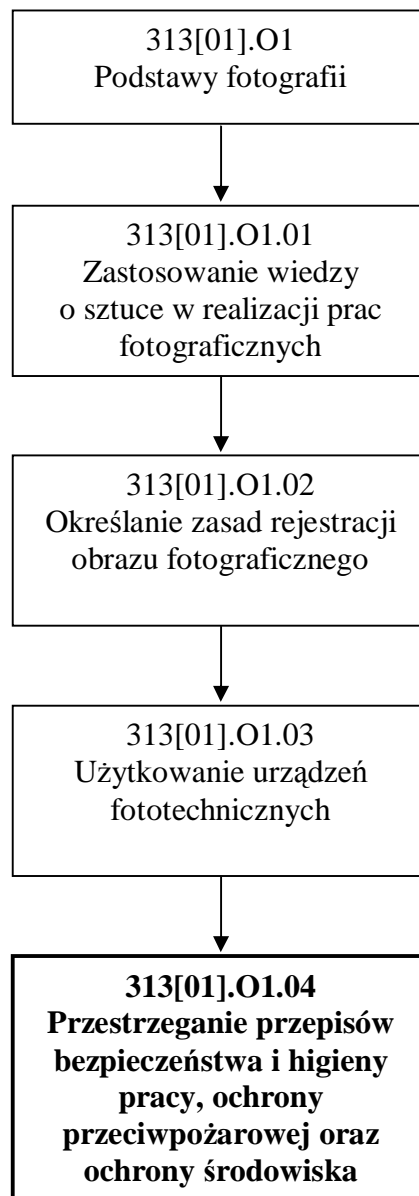 313[01].O1
Podstawy fotografii
313[01].O1.01
Zastosowanie wiedzy
o sztuce w realizacji prac
fotograficznych
313[01].O1.02
Określanie zasad rejestracji
obrazu fotograficznego
313[01].O1.03
Użytkowanie urządzeń
fototechnicznych
313[01].O1.04
Przestrzeganie przepisów
bezpieczeństwa i higieny
pracy, ochrony
przeciwpożarowej oraz
ochrony środowiska